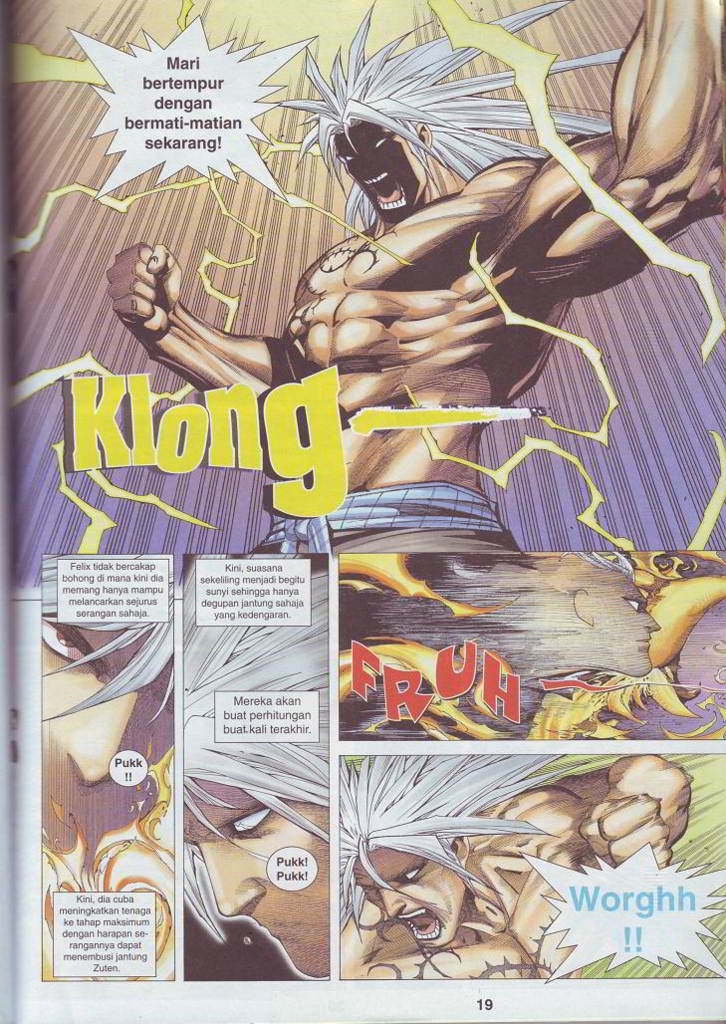 Mari
bertempur
dengan
bermati-matian
sekarang!
Klong
Felix tidak bercakap
bohong di mana kini dia
memang hanya mampu
melancarkan sejurus
serangan sahaja.
Pukk
!!
Kini, dia cuba
meningkatkan tenaga
ke tahap maksimum
dengan harapan se-
rangannya dapat
menembusi jantung
Zuten.
Kini, suasana
sekeliling menjadi begitu
sunyi sehingga hanya
degupan jantung sahaja
yang kedengaran.
Mereka akan
buat perhitungan
buat kali terakhir.
Pukk!
Pukk!
FRUH
Worghh
!!
19